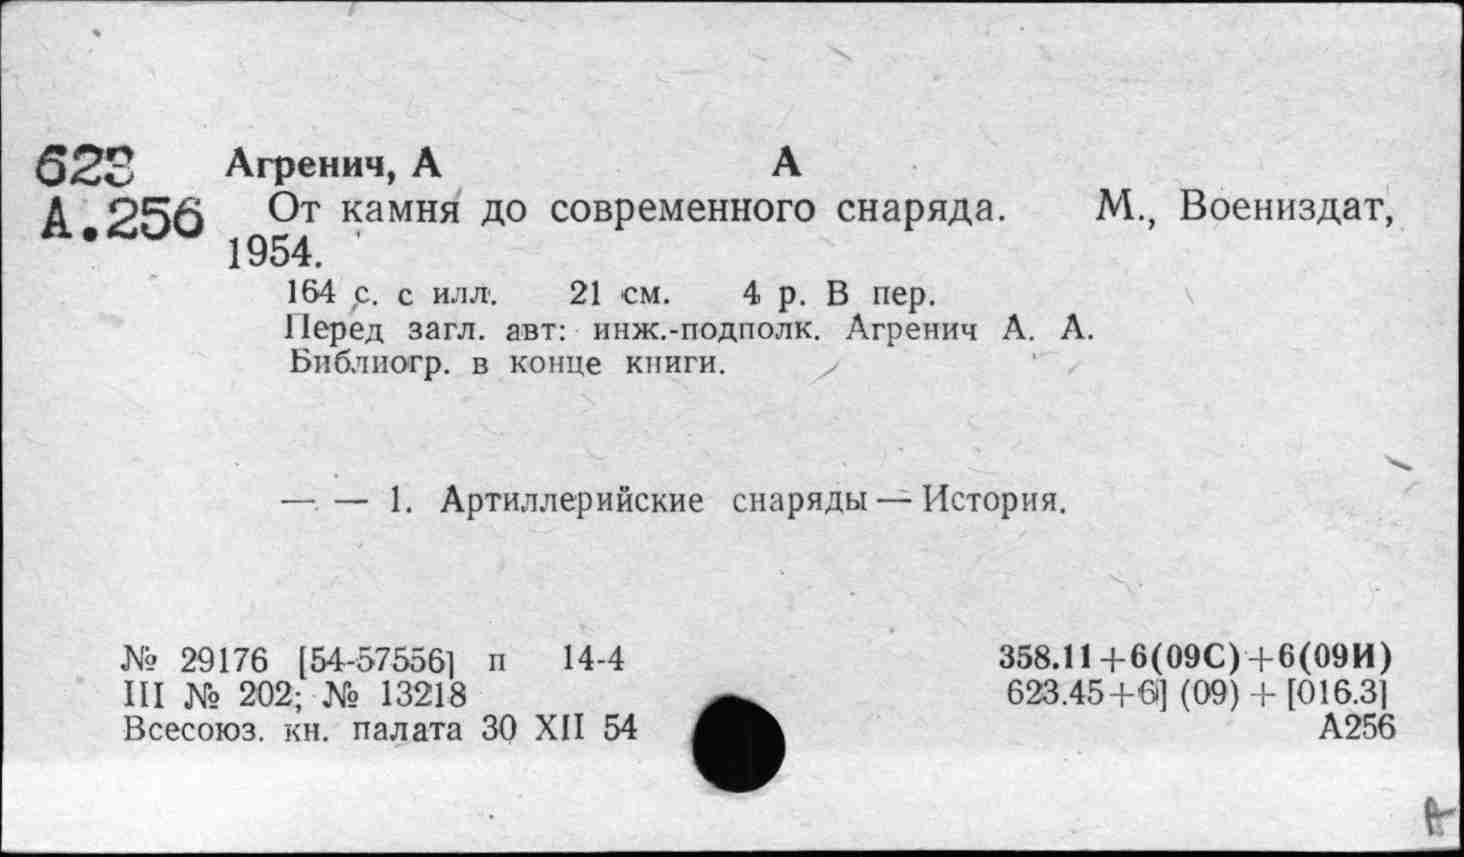 623 Агренич, А А
А.256 От камня до современного снаряда. М., Воениздат,
1954.
164 с. с илл. 21 см. 4 р. В пер.
Перед загл. авт: инж.-подполк. Агренич А. А.
Библиогр. в конце книги.
— — 1. Артиллерийские снаряды — История.
№ 29176 [54-57556] п 14-4 358.11+6(09С)+6(09И)
III № 202; № 13218 623.45+6] (09) + [016.3]
Всесоюз. кн. палата 30 XII 54 А256